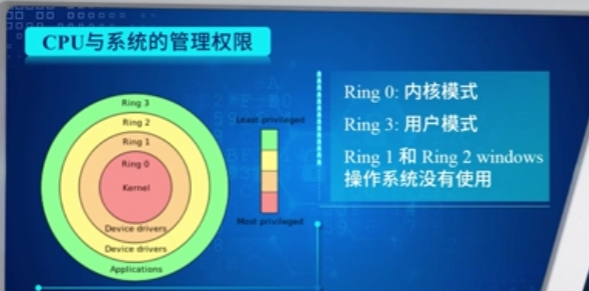 CPU与系统的管理权限
Ring 3
Ring 2
Ring 1
Ring 0
Kernel
Device drivers
Device drivers
Applications
Least privileged
Most privileged
Ring 0: 内核模式
Ring 3: 用户模式
Ring 1 和 Ring 2 windows
操作系统没有使用